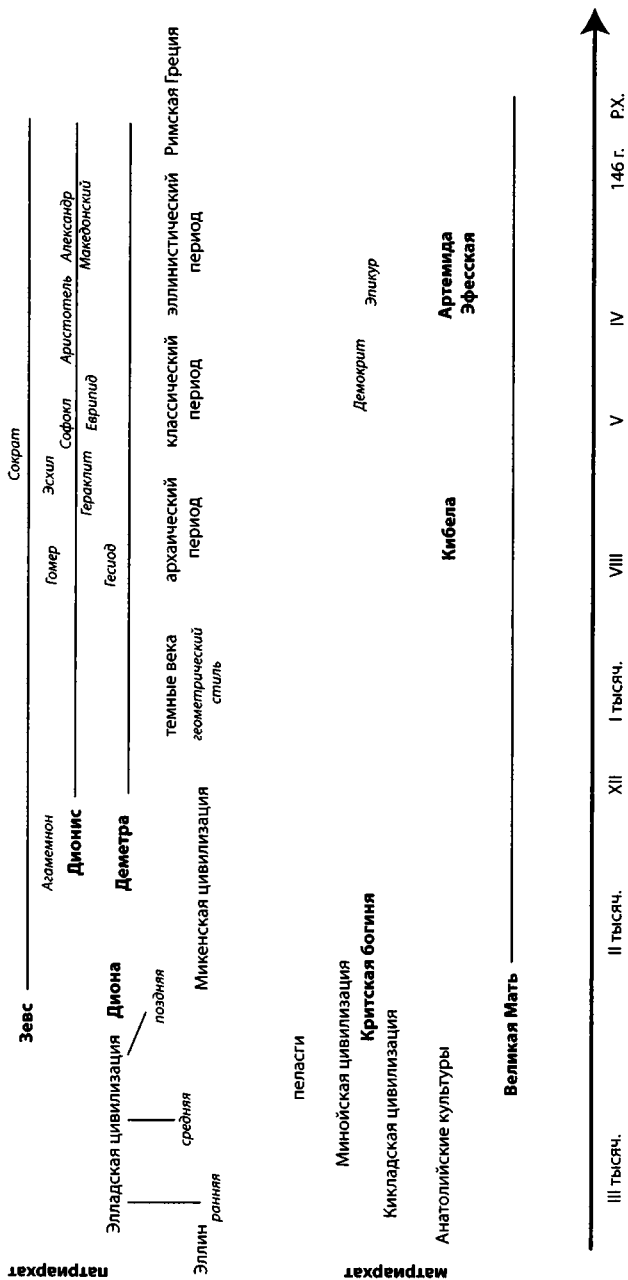 патриархат
Зевс
Сократ
Агамемнон
Гомер
Эсхил
Дионис
Софокл
Аристотель
Александр
Македонский
Гераклит
Еврипид
Элладская цивилизация
Диона
Деметра
Гесиод
ранняя
средняя
поздняя
Эллин
Микенская цивилизация
темные века
геометрический
стиль
архаический
период
классический
период
эллинистический
период
Римская Греция
пеласги
Минойская цивилизация
Критская богиня
Кикладская цивилизация
Демокрит
Эпикур
матриархат
Анатолийские культуры
Кибела
Артемида
Эфесская
Великая Мать
III тысяч.
II тысяч.
XII
I тысяч.
VIII
V
IV
146 г.
Р.Х.